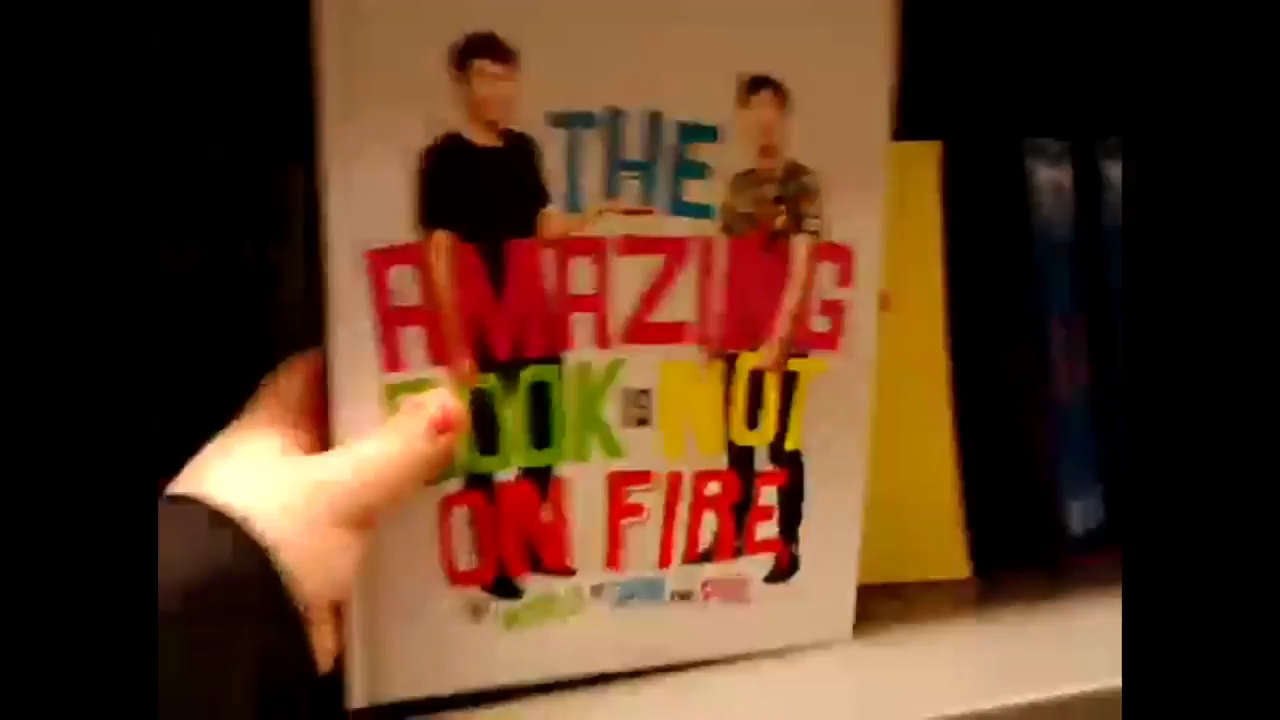 THE
AMAZING
BOOK IS NOT
ON FIRE